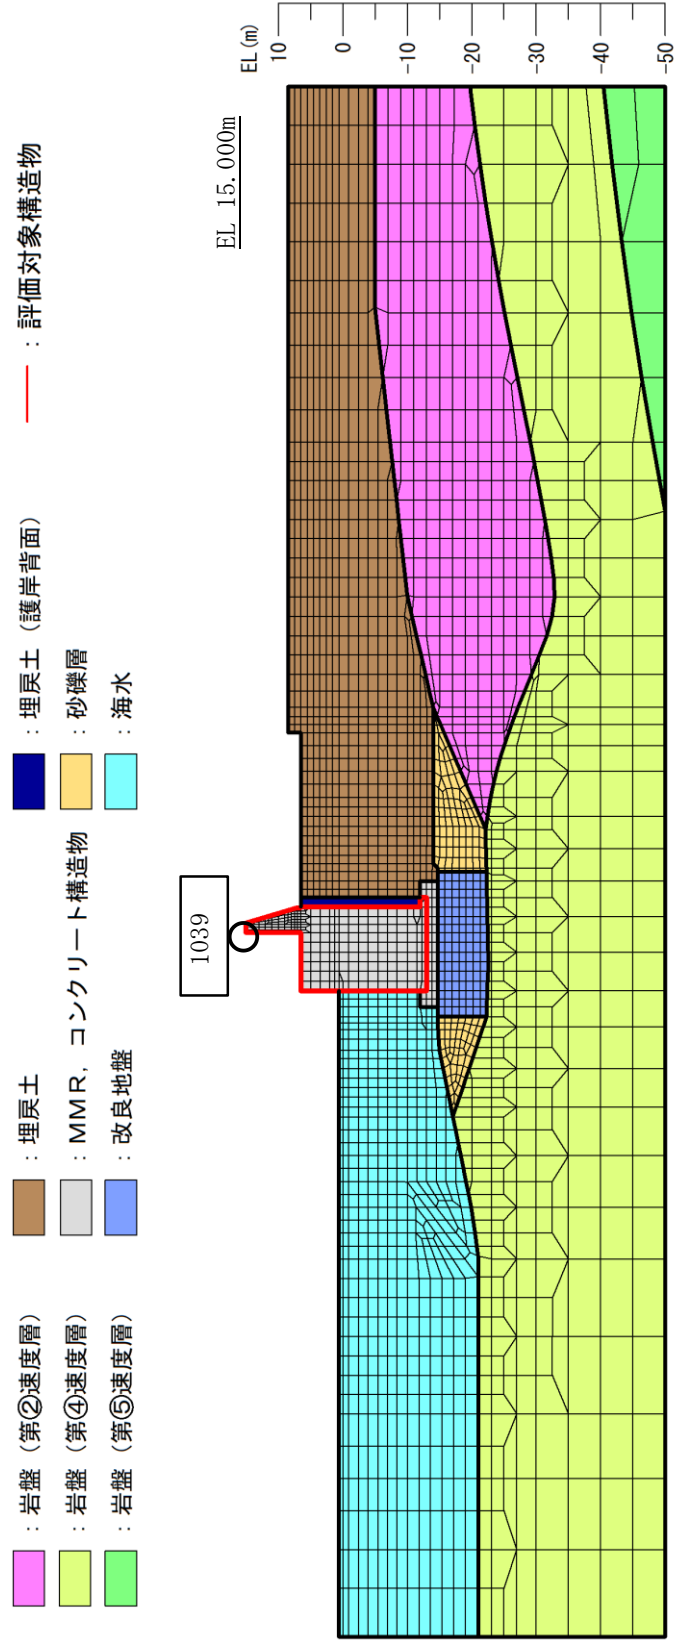 ：岩盤（第②速度層）
：岩盤（第④速度層）
：岩盤（第⑤速度層）
：埋戻土
：ＭＭＲ，コンクリート構造物
：改良地盤
：埋戻土（護岸背面）
：砂礫層
：海水
：評価対象構造物
1039
EL 15.000m
EL(m)
10
0
-10
-20
-30
-40
-50